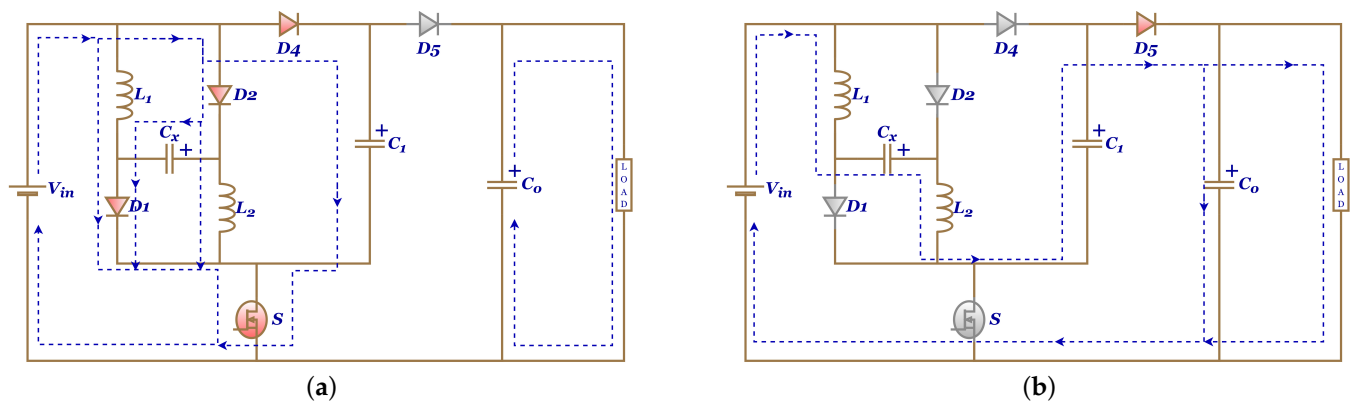 D4
D5
L1
D2
Cx
+
+
C1
Vin
D1
L2
+
Co
LOAD
S
(a)
D4
D5
L1
D2
Cx
+
+
C1
Vin
D1
L2
+
Co
LOAD
S
(b)